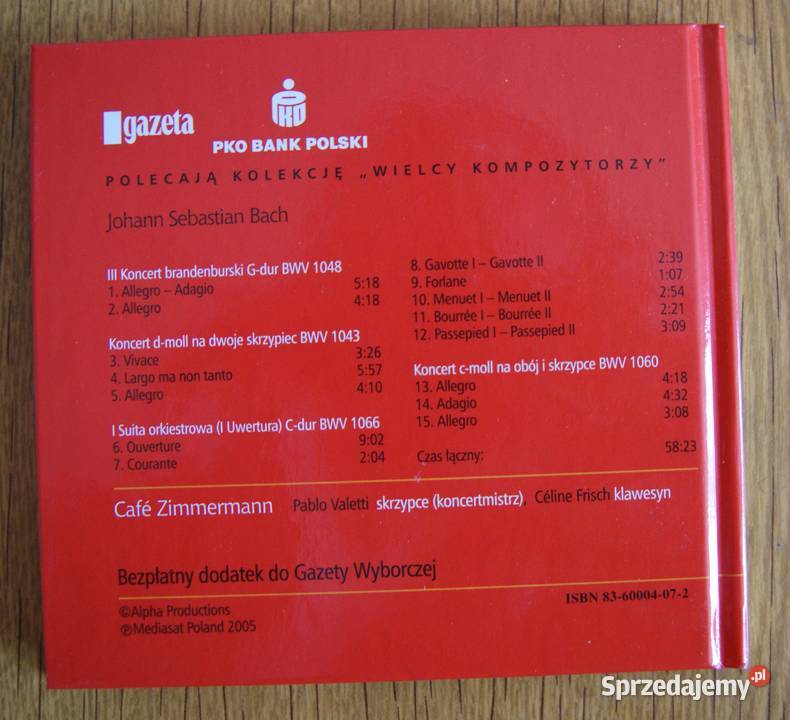 gazeta
PKO
PKO BANK POLSKI
POLECAJĄ KOLEKCJĘ „WIELCY KOMPOZYTORZY”
Johann Sebastian Bach
III Koncert brandenburski G-dur BWV 1048
1. Allegro – Adagio 5:18
2. Allegro 4:18
Koncert d-moll na dwoje skrzypiec BWV 1043
3. Vivace 3:26
4. Largo ma non tanto 5:57
5. Allegro 4:10
I Suita orkiestrowa (I Uwertura) C-dur BWV 1066
6. Ouverture 9:02
7. Courante 2:04
8. Gavotte I – Gavotte II 2:39
9. Forlane 1:07
10. Menuet I – Menuet II 2:54
11. Bourrée I – Bourrée II 2:21
12. Passepied I – Passepied II 3:09
Koncert c-moll na obój i skrzypce BWV 1060
13. Allegro 4:18
14. Adagio 4:32
15. Allegro 3:08
Czas łączny: 58:23
Café Zimmermann Pablo Valetti skrzypce (koncertmistrz), Céline Frisch klawesyn
Bezpłatny dodatek do Gazety Wyborczej
©Alpha Productions
℗Mediasat Poland 2005
ISBN 83-60004-07-2
Sprzedajemy.pl